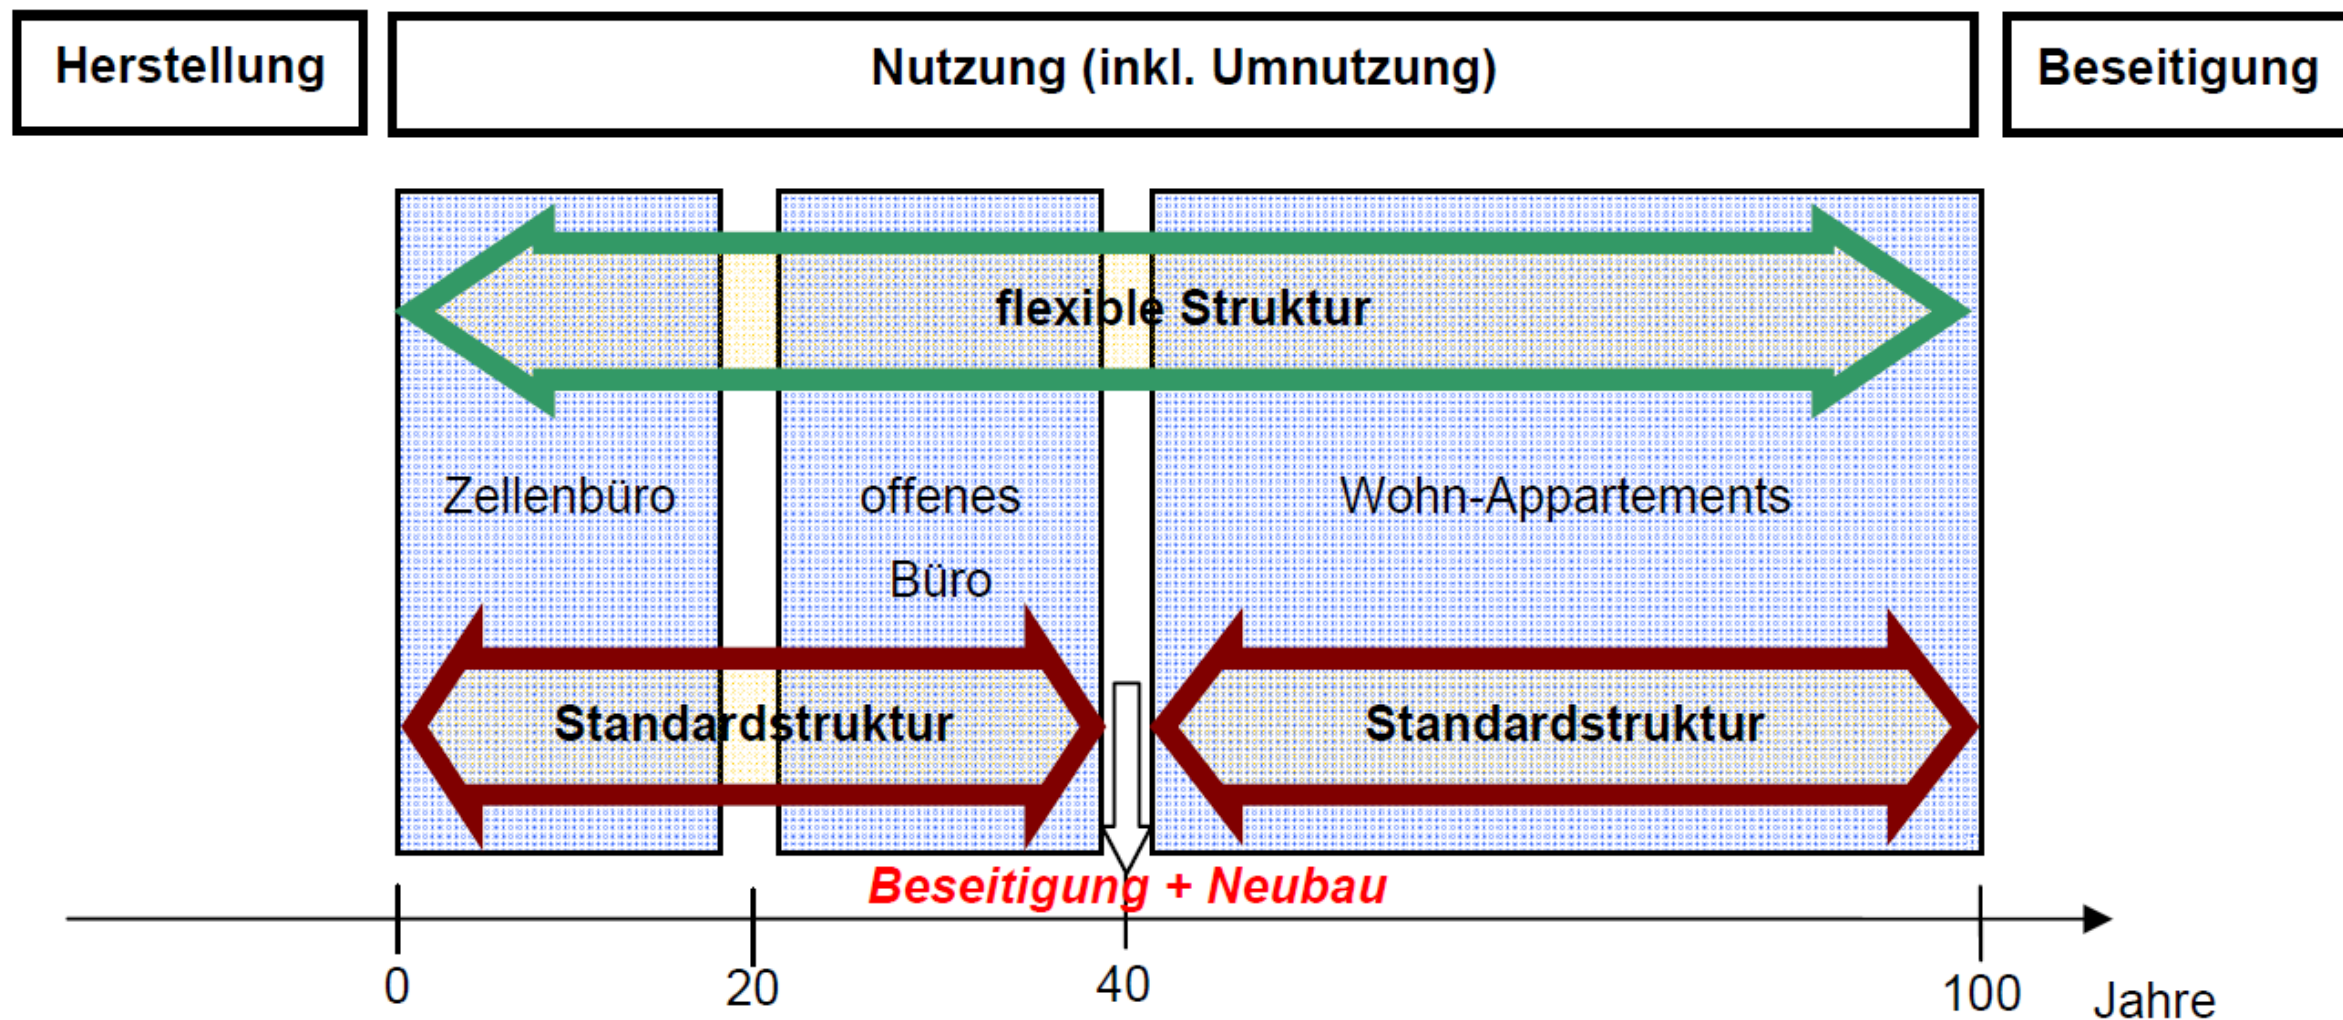 Herstellung
Nutzung (inkl. Umnutzung)
Beseitigung
flexible Struktur
Zellenbüro
offenes
Büro
Wohn-Appartements
Standardstruktur
Standardstruktur
Beseitigung + Neubau
0
20
40
100
Jahre